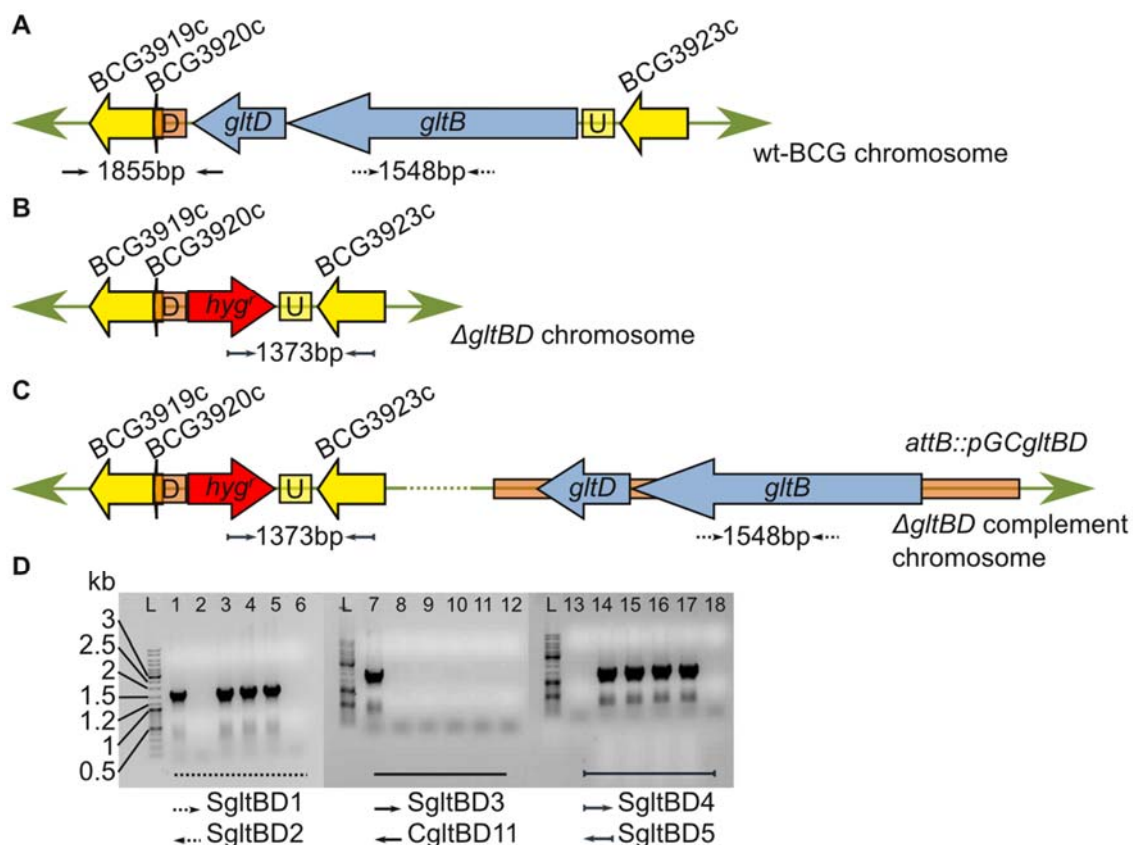 A
BCG3919c
BCG3920c
BCG3923c
D gltD gltB U
1855bp 1548bp
wt-BCG chromosome
B
BCG3919c
BCG3920c
BCG3923c
D hygʳ U
1373bp
ΔgltBD chromosome
C
BCG3919c
BCG3920c
BCG3923c
attB::pGCgltBD
D hygʳ U gltD gltB
1373bp 1548bp
ΔgltBD complement
chromosome
D
kb
L 1 2 3 4 5 6 L 7 8 9 10 11 12 L 13 14 15 16 17 18
3
2.5
2
1.5
1.2
1
0.5
SgltBD1 SgltBD3 SgltBD4
SgltBD2 CgltBD11 SgltBD5